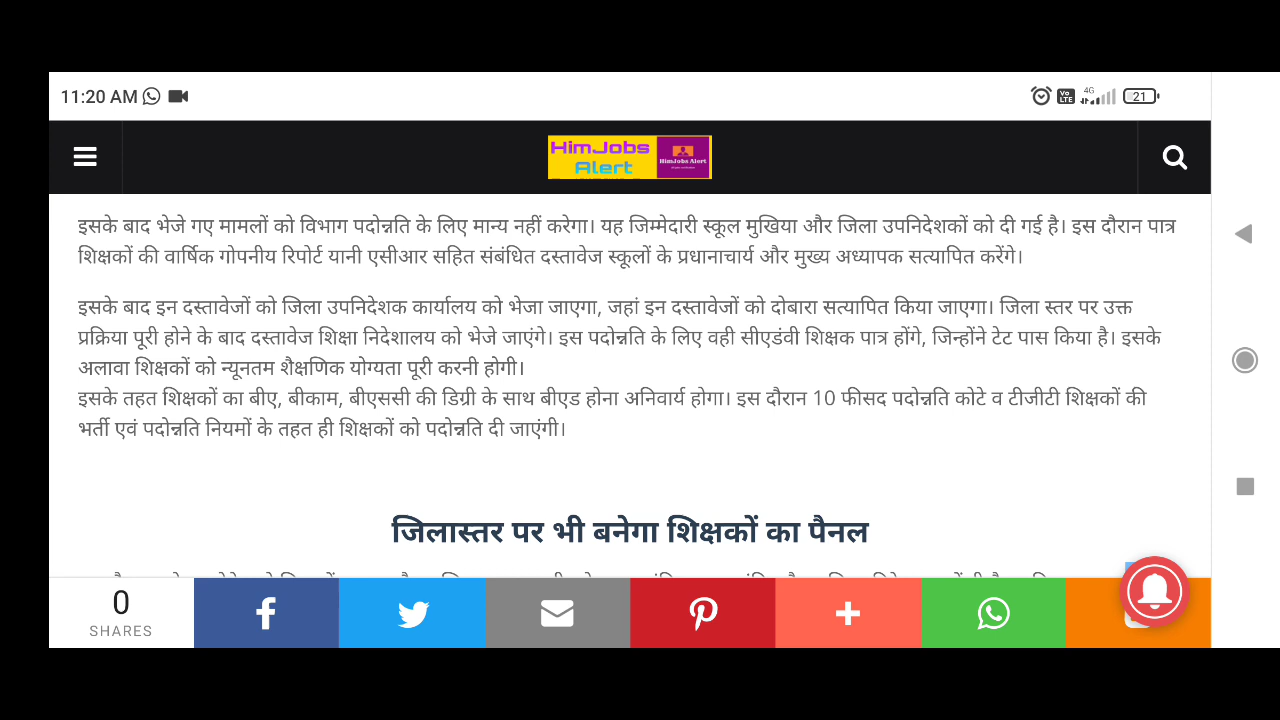 11:20 AM
4G
Vo
LTE
21
HimJobs
Alert
HimJobs Alert
इसके बाद भेजे गए मामलों को विभाग पदोन्नति के लिए मान्य नहीं करेगा। यह जिम्मेदारी स्कूल मुखिया और जिला उपनिदेशकों को दी गई है। इस दौरान पात्र
शिक्षकों की वार्षिक गोपनीय रिपोर्ट यानी एसीआर सहित संबंधित दस्तावेज स्कूलों के प्रधानाचार्य और मुख्य अध्यापक सत्यापित करेंगे।
इसके बाद इन दस्तावेजों को जिला उपनिदेशक कार्यालय को भेजा जाएगा, जहां इन दस्तावेजों को दोबारा सत्यापित किया जाएगा। जिला स्तर पर उक्त
प्रक्रिया पूरी होने के बाद दस्तावेज शिक्षा निदेशालय को भेजे जाएंगे। इस पदोन्नति के लिए वही सीएडंवी शिक्षक पात्र होंगे, जिन्होंने टेट पास किया है। इसके
अलावा शिक्षकों को न्यूनतम शैक्षणिक योग्यता पूरी करनी होगी।
इसके तहत शिक्षकों का बीए, बीकाम, बीएससी की डिग्री के साथ बीएड होना अनिवार्य होगा। इस दौरान 10 फीसद पदोन्नति कोटे व टीजीटी शिक्षकों की
भर्ती एवं पदोन्नति नियमों के तहत ही शिक्षकों को पदोन्नति दी जाएंगी।
जिलास्तर पर भी बनेगा शिक्षकों का पैनल
0
SHARES